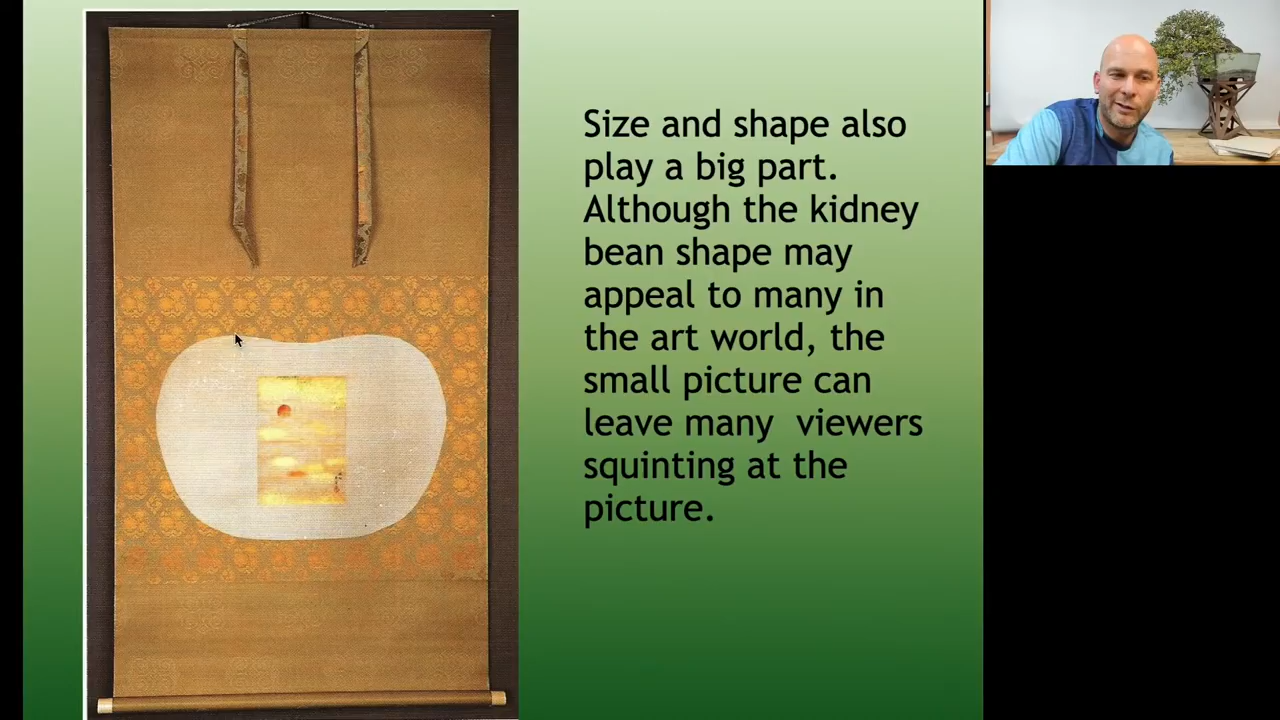 Size and shape also
play a big part.
Although the kidney
bean shape may
appeal to many in
the art world, the
small picture can
leave many  viewers
squinting at the
picture.